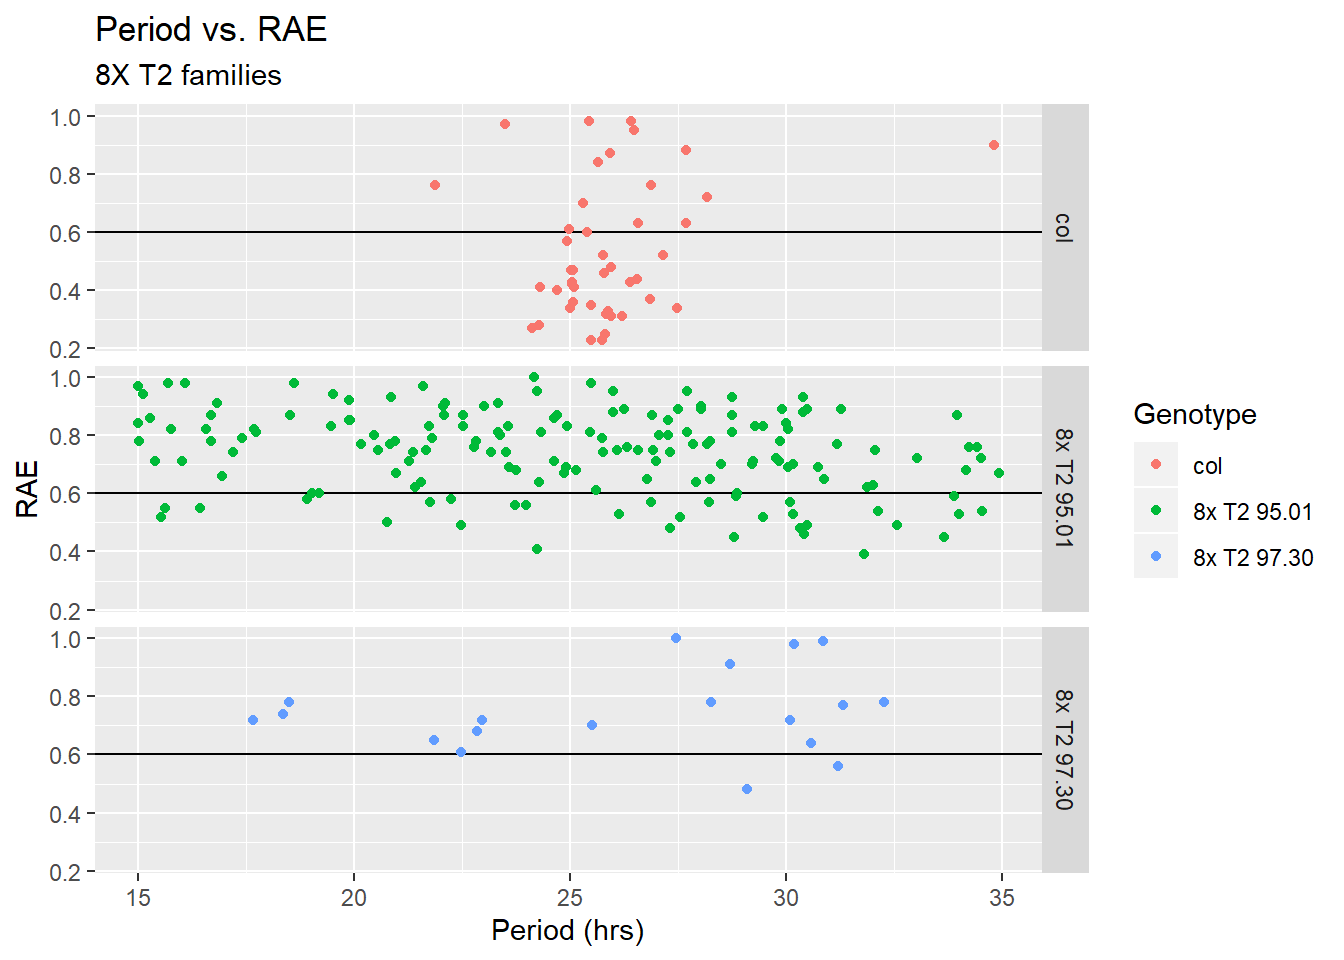 Period vs. RAE
8X T2 families
RAE
1.0
0.8
0.6
0.4
0.2
col
1.0
0.8
0.6
0.4
0.2
8x T2 95.01
1.0
0.8
0.6
0.4
0.2
8x T2 97.30
15 20 25 30 35
Period (hrs)
Genotype
col
8x T2 95.01
8x T2 97.30